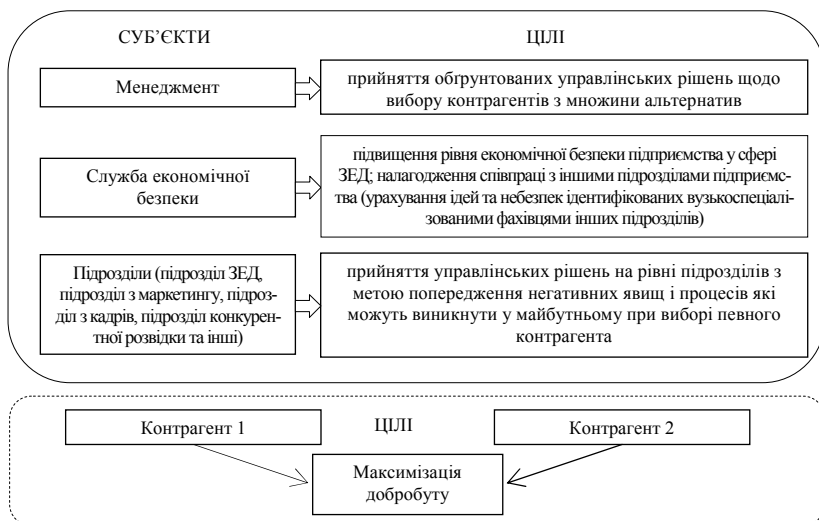 СУБ’ЄКТИ
ЦІЛІ
Менеджмент
прийняття обґрунтованих управлінських рішень щодо
вибору контрагентів з множини альтернатив
Служба економічної
безпеки
підвищення рівня економічної безпеки підприємства у сфері
ЗЕД; налагодження співпраці з іншими підрозділами підприєм-
ства (урахування ідей та небезпек ідентифікованих вузькоспеціалі-
зованими фахівцями інших підрозділів)
Підрозділи (підрозділ ЗЕД,
підрозділ з маркетингу, підроз-
діл з кадрів, підрозділ конкурен-
тної розвідки та інші)
прийняття управлінських рішень на рівні підрозділів з
метою попередження негативних явищ і процесів які
можуть виникнути у майбутньому при виборі певного
контрагента
Контрагент 1
ЦІЛІ
Контрагент 2
Максимізація
добробуту